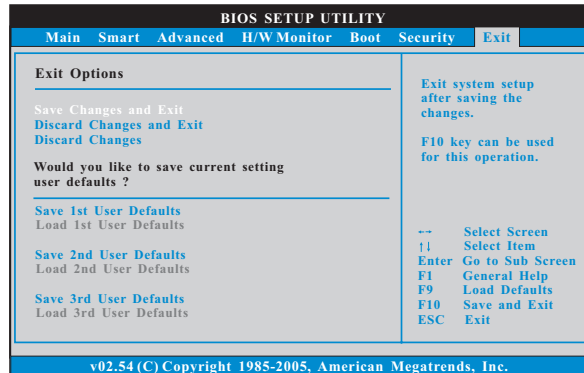 BIOS SETUP UTILITY
Main Smart Advanced H/W Monitor Boot Security Exit
Exit Options
Save Changes and Exit
Discard Changes and Exit
Discard Changes
Would you like to save current setting
user defaults ?
Save 1st User Defaults
Load 1st User Defaults
Save 2nd User Defaults
Load 2nd User Defaults
Save 3rd User Defaults
Load 3rd User Defaults
Exit system setup
after saving the
changes.
F10 key can be used
for this operation.
←→ Select Screen
↑↓ Select Item
Enter Go to Sub Screen
F1 General Help
F9 Load Defaults
F10 Save and Exit
ESC Exit
v02.54 (C) Copyright 1985-2005, American Megatrends, Inc.